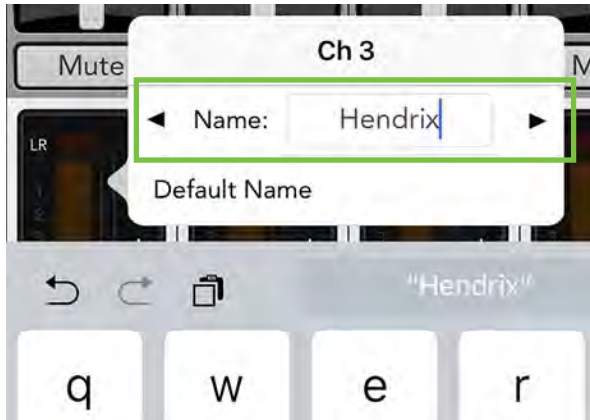 Mute
M
Ch 3
Name: Hendrix
LR
Default Name
"Hendrix"
q w e r